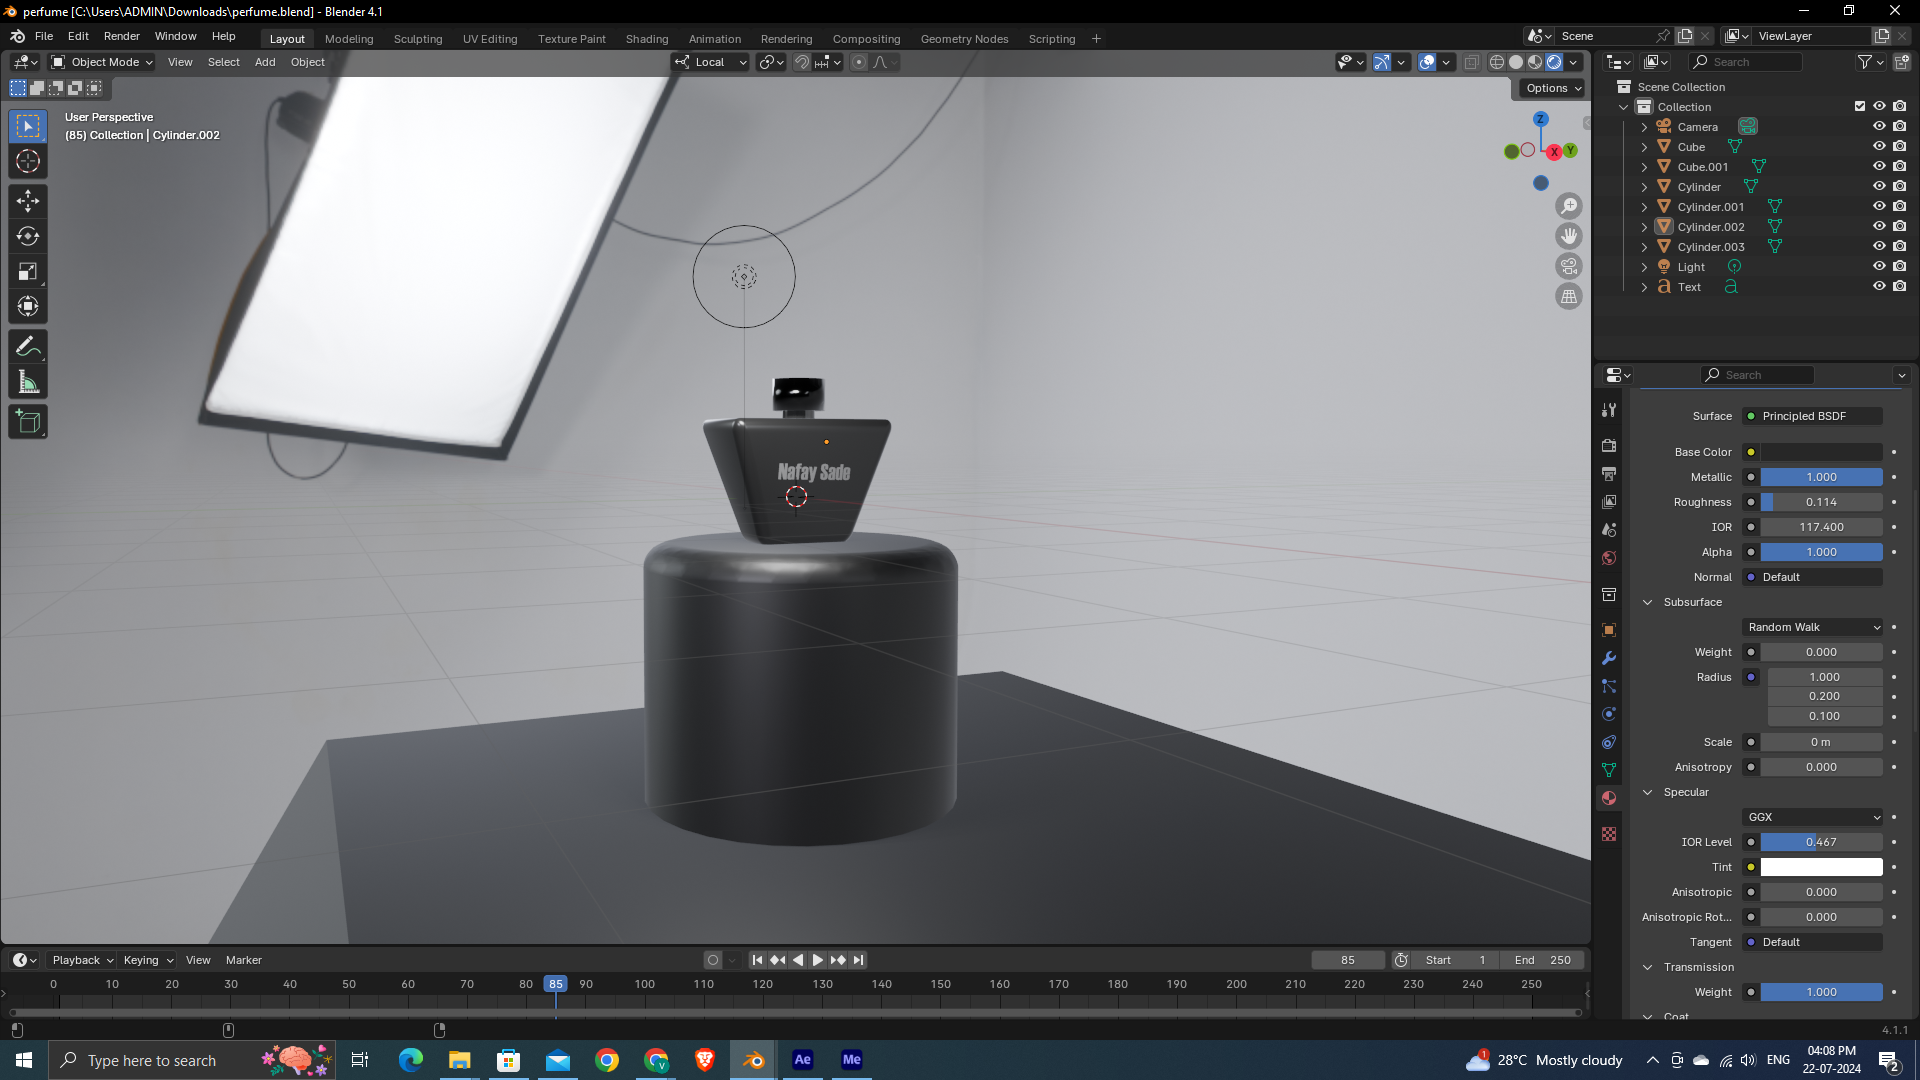 perfume [C:\Users\ADMIN\Downloads\perfume.blend] - Blender 4.1
File Edit Render Window Help Layout Modeling Sculpting UV Editing Texture Paint Shading Animation Rendering Compositing Geometry Nodes Scripting + Scene ViewLayer
Object Mode View Select Add Object Local Search
Options
User Perspective
(85) Collection | Cylinder.002
Z
X
Y
Nafay Sade
Scene Collection
Collection
Camera
Cube
Cube.001
Cylinder
Cylinder.001
Cylinder.002
Cylinder.003
Light
Text
Search
Surface Principled BSDF
Base Color
Metallic 1.000
Roughness 0.114
IOR 117.400
Alpha 1.000
Normal Default
Subsurface
Random Walk
Weight 0.000
Radius 1.000
0.200
0.100
Scale 0 m
Anisotropy 0.000
Specular
GGX
IOR Level 0.467
Tint
Anisotropic 0.000
Anisotropic Rot... 0.000
Tangent Default
Transmission
Weight 1.000
Coat
Playback Keying View Marker 85 Start 1 End 250
0 10 20 30 40 50 60 70 80 85 90 100 110 120 130 140 150 160 170 180 190 200 210 220 230 240 250
4.1.1
Type here to search V Ae Me 1 28°C Mostly cloudy ENG 04:08 PM
22-07-2024 2